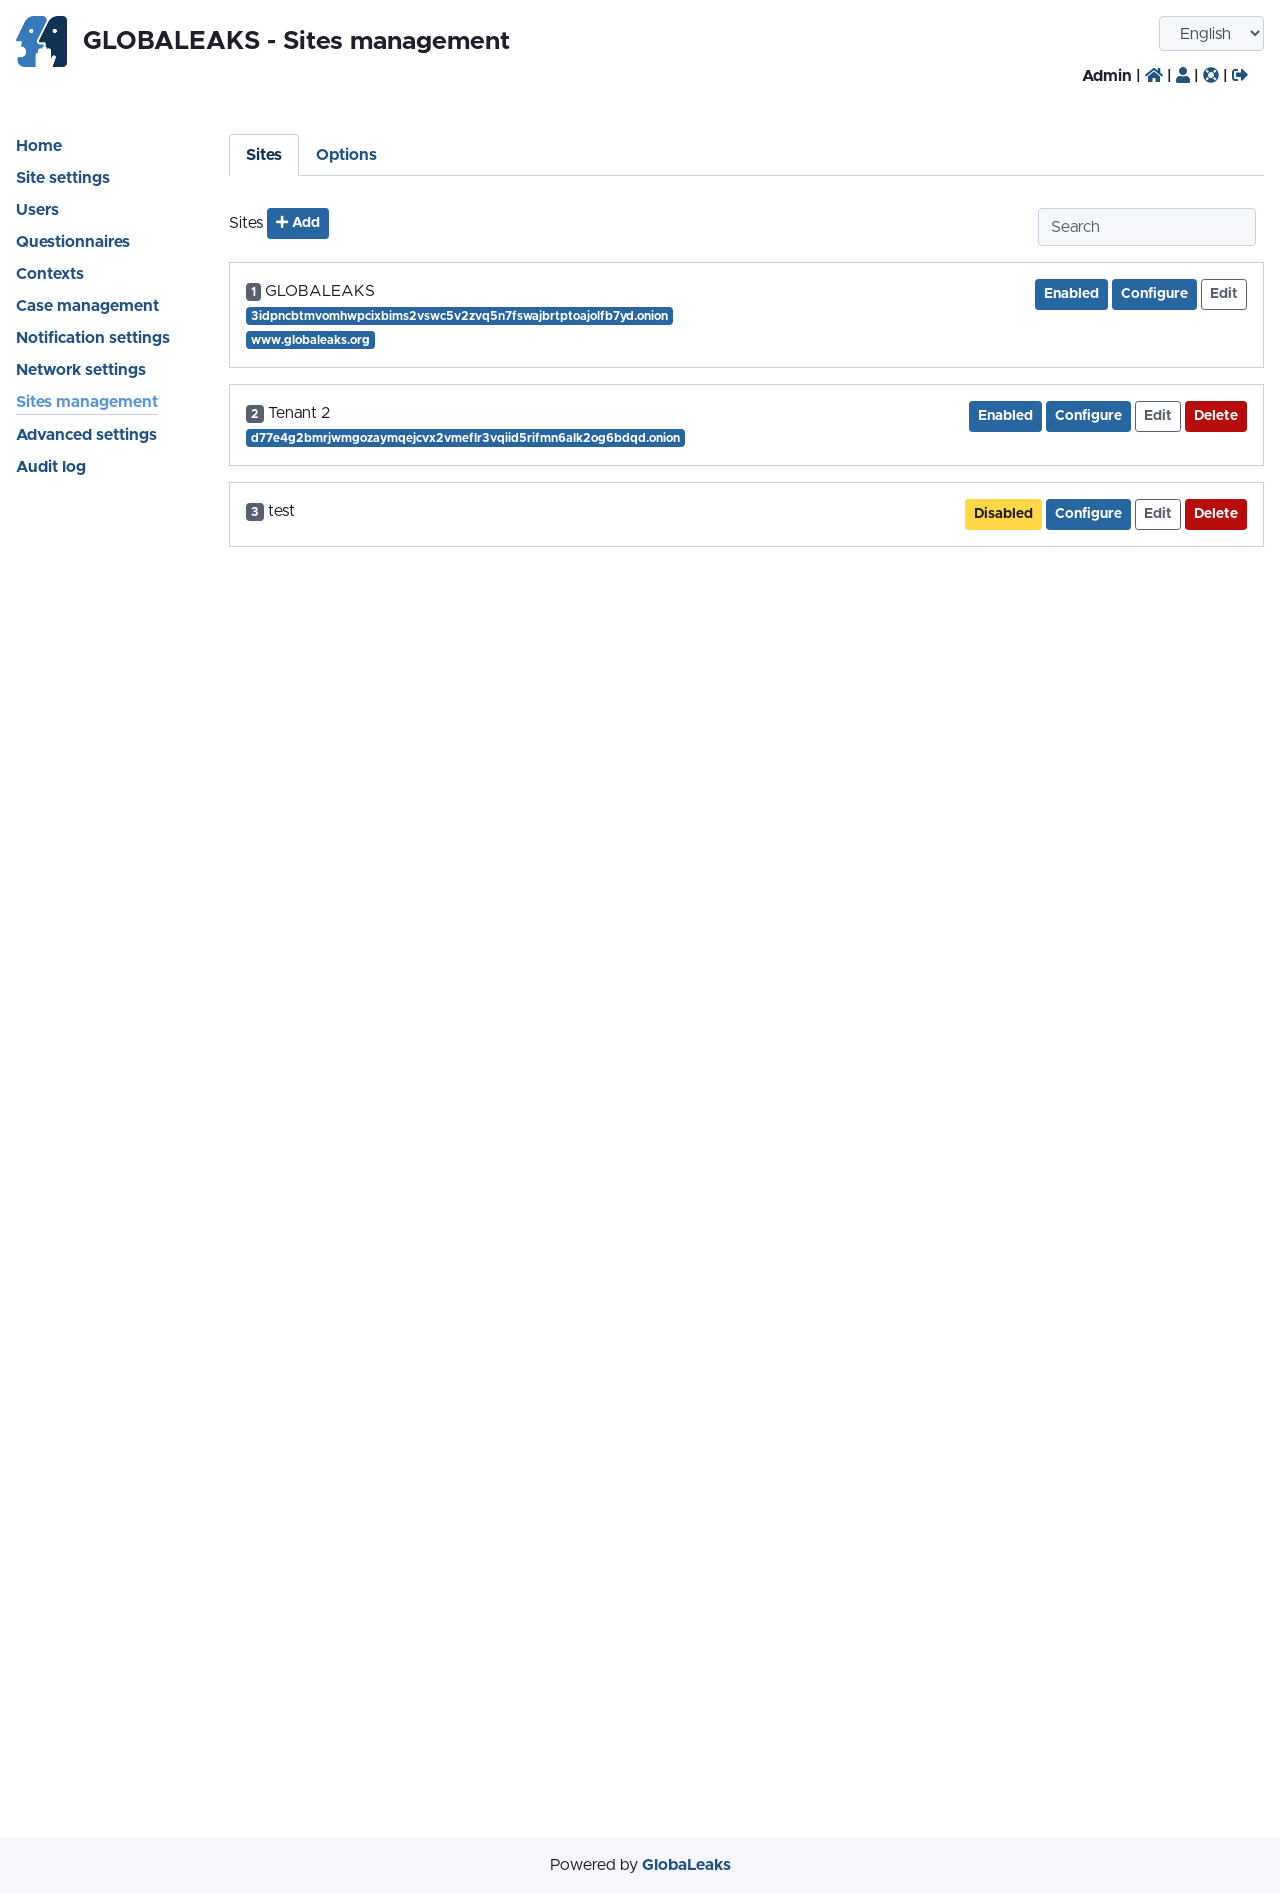 GLOBALEAKS - Sites management
English
Admin | | | |
Home
Site settings
Users
Questionnaires
Contexts
Case management
Notification settings
Network settings
Sites management
Advanced settings
Audit log
Sites Options
Sites Add
Search
1 GLOBALEAKS
Enabled Configure Edit
3idpncbtmvomhwpcixbims2vswc5v2zvq5n7fswajbrtptoajolfb7yd.onion
www.globaleaks.org
2 Tenant 2
Enabled Configure Edit Delete
d77e4g2bmrjwmgozaymqejcvx2vmeflr3vqiid5rifmn6alk2og6bdqd.onion
3 test
Disabled Configure Edit Delete
Powered by GlobaLeaks